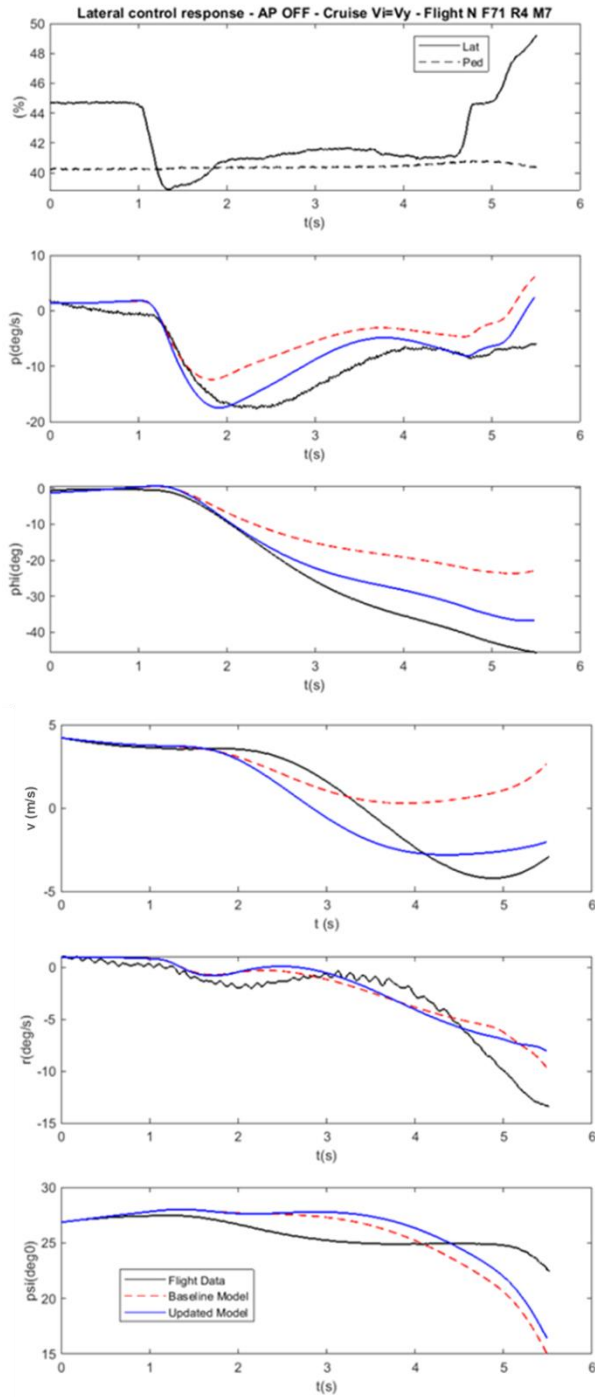 Lateral control response - AP OFF - Cruise Vi=Vy - Flight N F71 R4 M7
50
48
46
44
42
40
(%)
Lat
Ped
0 1 2 3 4 5 6
t(s)
10
0
-10
-20
p(deg/s)
0 1 2 3 4 5 6
t(s)
0
-10
-20
-30
-40
phi(deg)
0 1 2 3 4 5 6
t(s)
5
0
-5
v (m/s)
0 1 2 3 4 5 6
t (s)
0
-5
-10
-15
r(deg/s)
0 1 2 3 4 5 6
t(s)
30
25
20
15
psi(deg0)
Flight Data
Baseline Model
Updated Model
0 1 2 3 4 5 6
t(s)